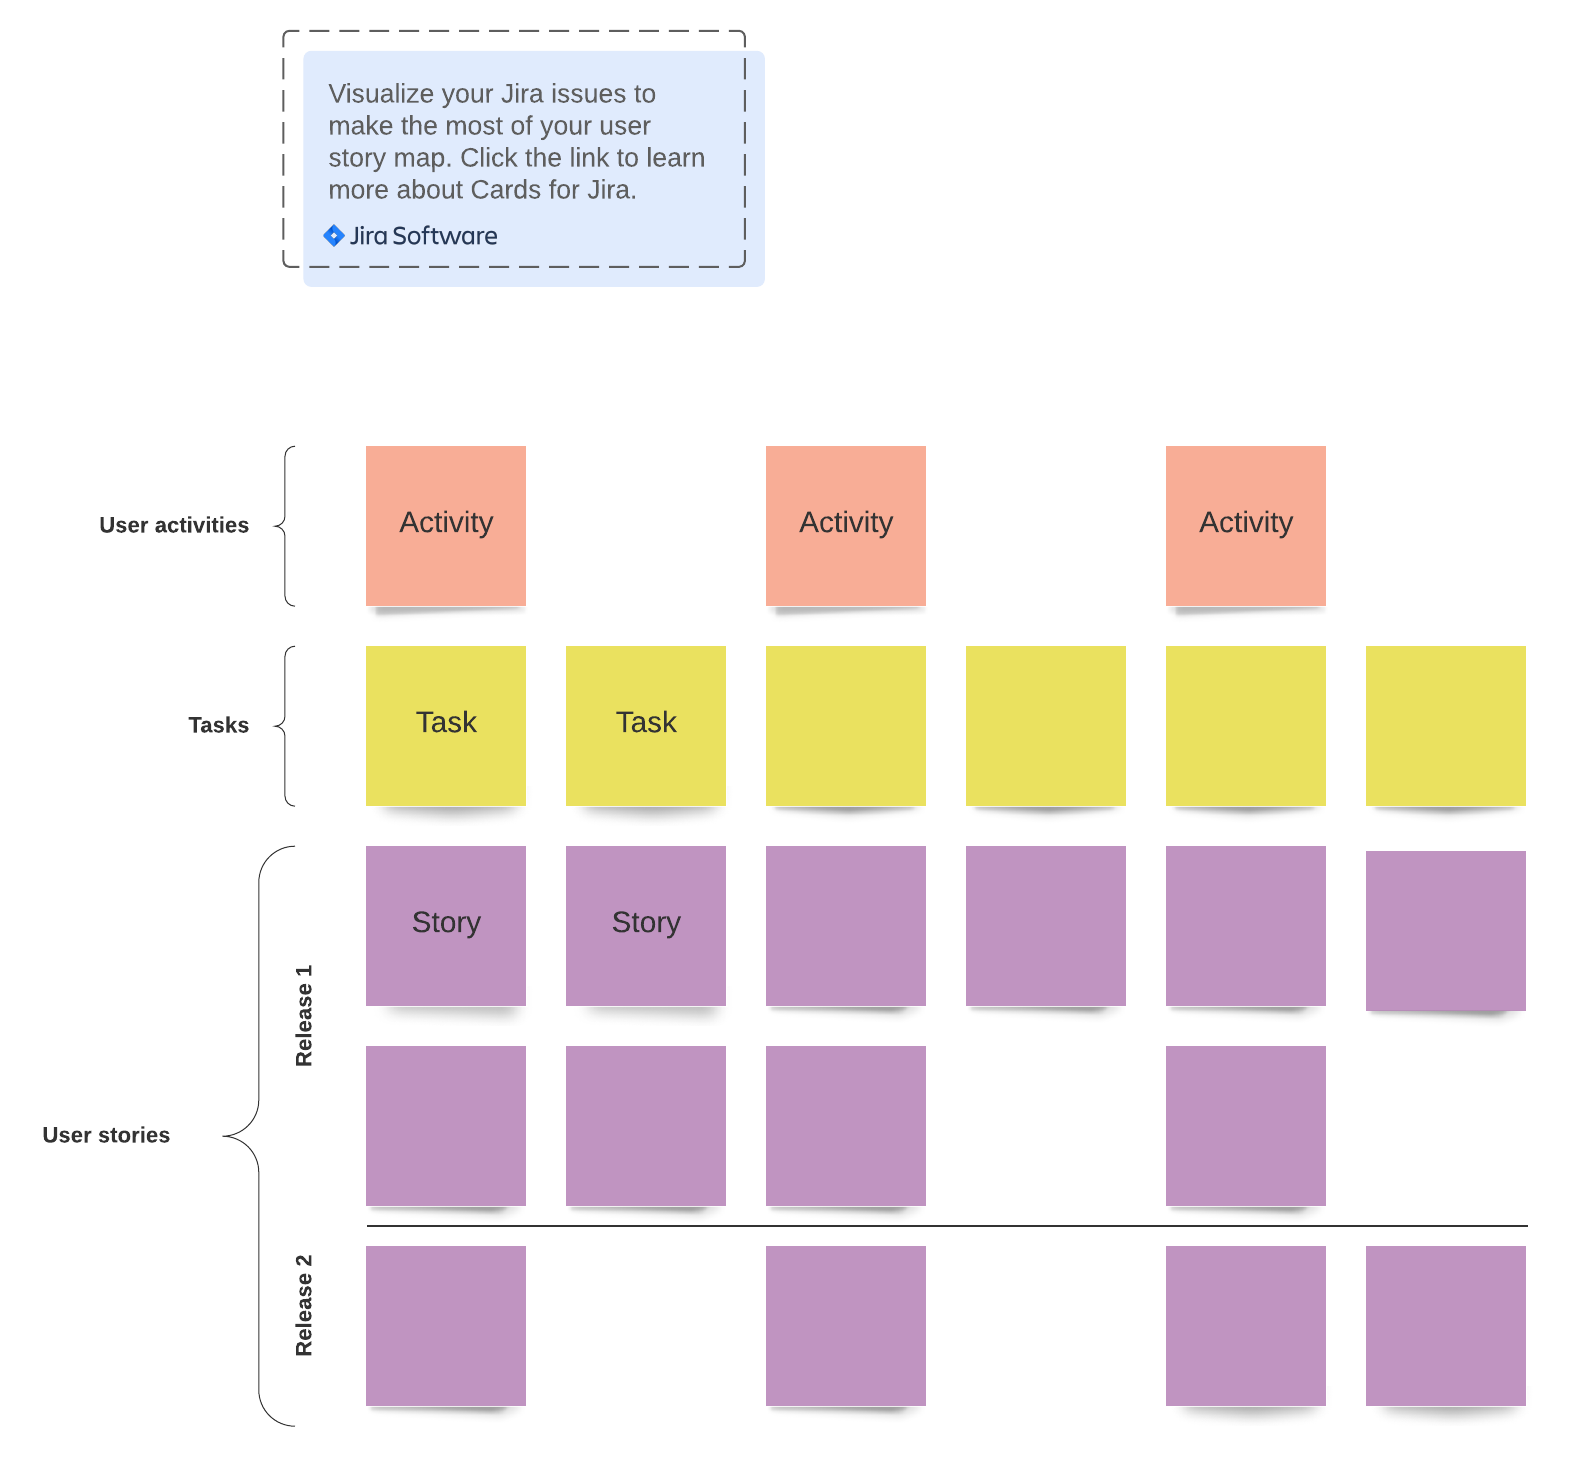 Visualize your Jira issues to
make the most of your user
story map. Click the link to learn
more about Cards for Jira.
Jira Software
User activities
Activity
Activity
Activity
Tasks
Task
Task
User stories
Release 1
Story
Story
Release 2